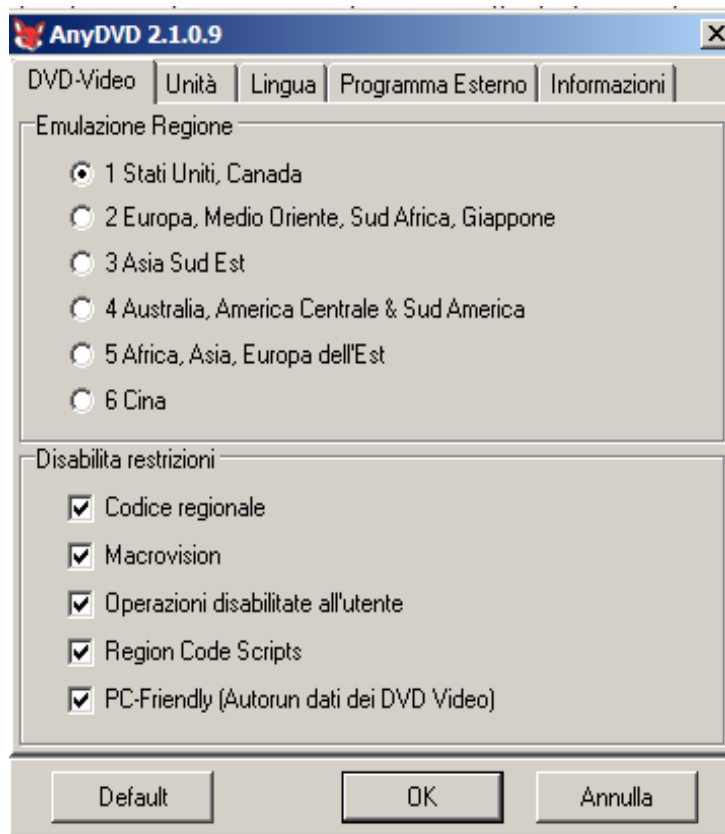 AnyDVD 2.1.0.9
DVD-Video Unità Lingua Programma Esterno Informazioni
Emulazione Regione
1 Stati Uniti, Canada
2 Europa, Medio Oriente, Sud Africa, Giappone
3 Asia Sud Est
4 Australia, America Centrale & Sud America
5 Africa, Asia, Europa dell'Est
6 Cina
Disabilita restrizioni
Codice regionale
Macrovision
Operazioni disabilitate all'utente
Region Code Scripts
PC-Friendly (Autorun dati dei DVD Video)
Default OK Annulla